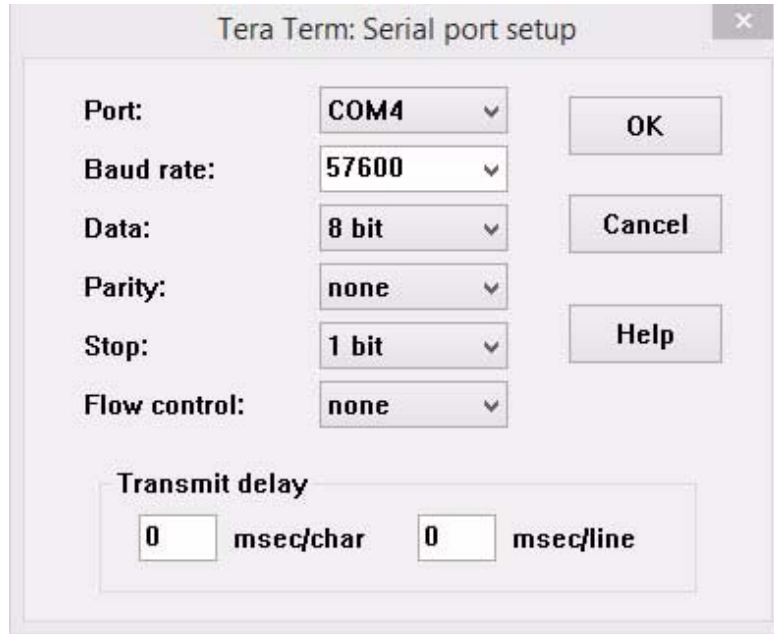 Tera Term: Serial port setup
Port: COM4 OK
Baud rate: 57600
Data: 8 bit Cancel
Parity: none
Stop: 1 bit Help
Flow control: none
Transmit delay
0 msec/char 0 msec/line